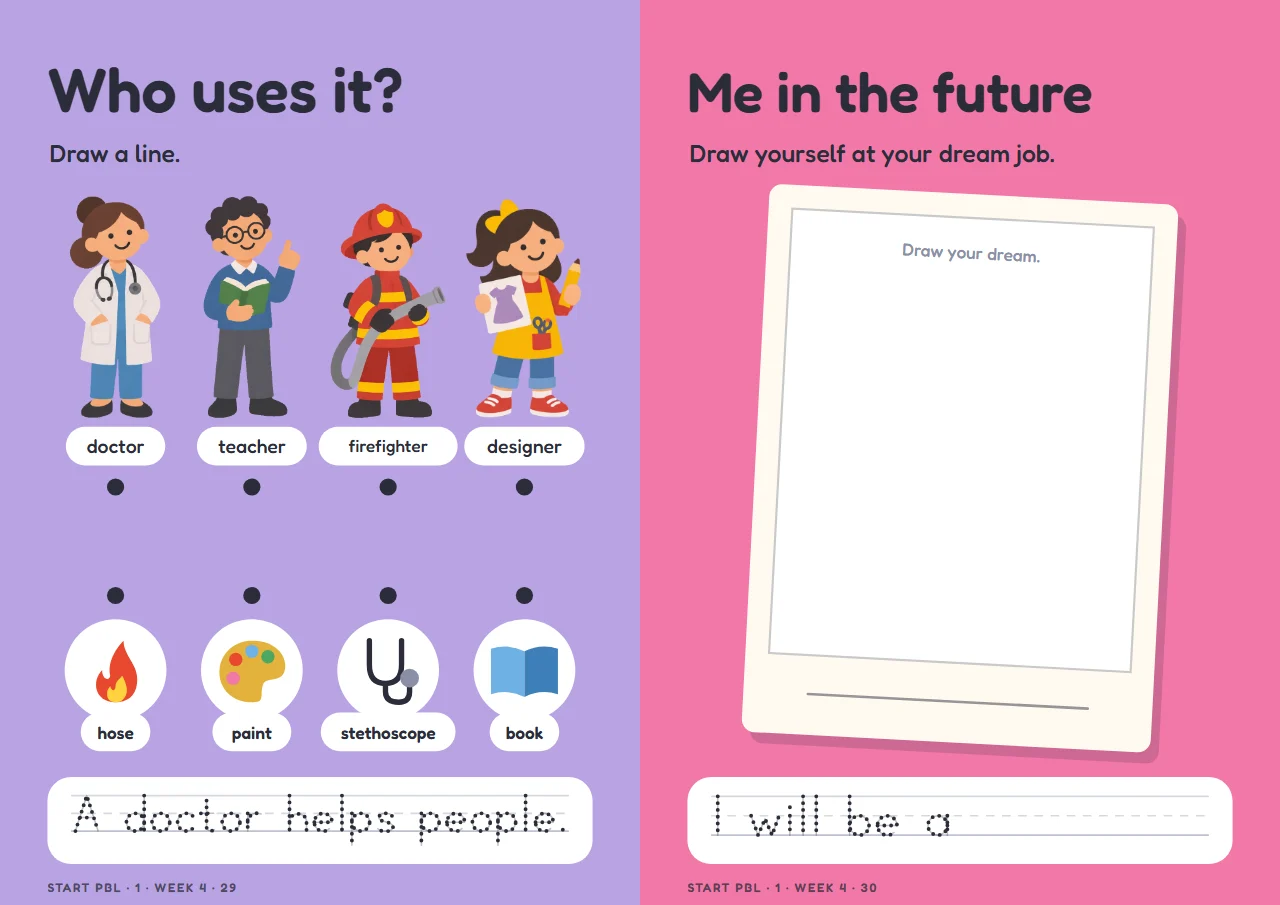 Who uses it?
Draw a line.
doctor
teacher
firefighter
designer
hose
paint
stethoscope
book
A doctor helps people.
START PBL · 1 · WEEK 4 · 29
Me in the future
Draw yourself at your dream job.
Draw your dream.
I will be a
START PBL · 1 · WEEK 4 · 30